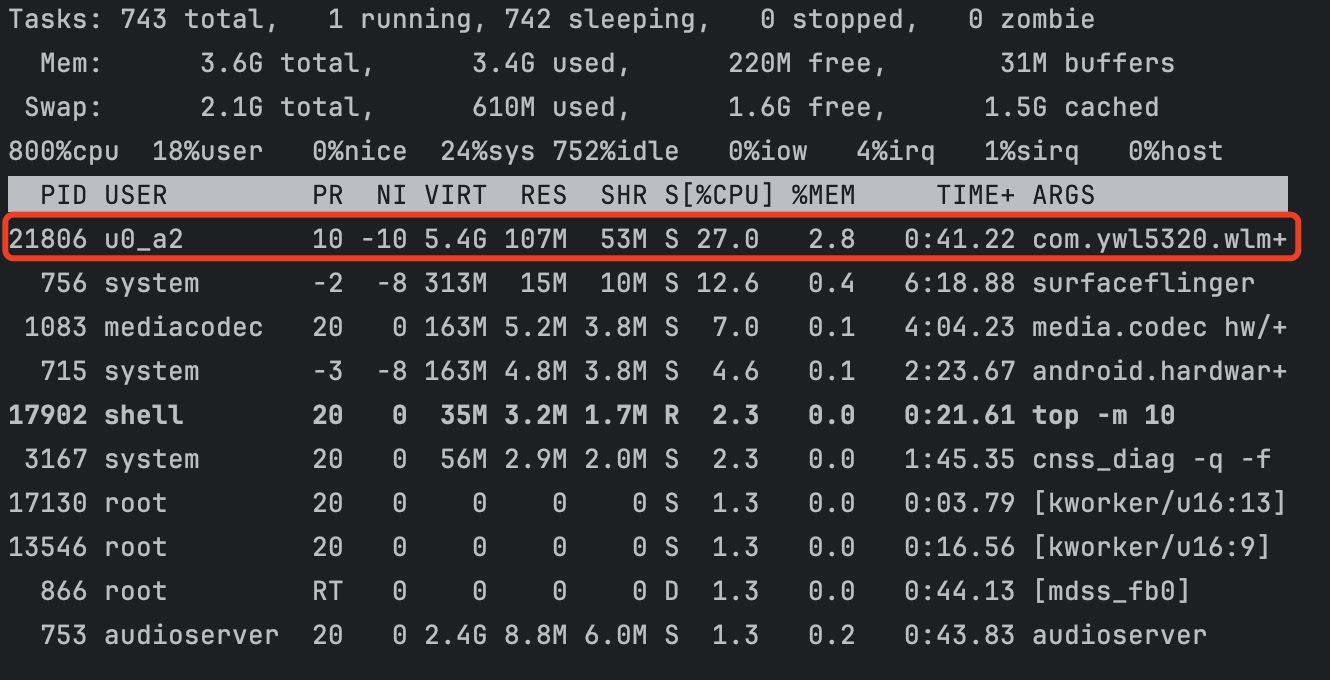 Tasks: 743 total,   1 running, 742 sleeping,   0 stopped,   0 zombie
  Mem:      3.6G total,      3.4G used,      220M free,       31M buffers
 Swap:      2.1G total,      610M used,      1.6G free,      1.5G cached
800%cpu  18%user   0%nice  24%sys 752%idle   0%iow   4%irq   1%sirq   0%host
  PID USER         PR  NI VIRT  RES  SHR S[%CPU] %MEM     TIME+ ARGS
21806 u0_a2        10 -10 5.4G 107M  53M S 27.0   2.8   0:41.22 com.ywl5320.wlm+
  756 system       -2  -8 313M  15M  10M S 12.6   0.4   6:18.88 surfaceflinger
 1083 mediacodec   20   0 163M 5.2M 3.8M S  7.0   0.1   4:04.23 media.codec hw/+
  715 system       -3  -8 163M 4.8M 3.8M S  4.6   0.1   2:23.67 android.hardwar+
17902 shell        20   0  35M 3.2M 1.7M R  2.3   0.0   0:21.61 top -m 10
 3167 system       20   0  56M 2.9M 2.0M S  2.3   0.0   1:45.35 cnss_diag -q -f
17130 root         20   0    0    0    0 S  1.3   0.0   0:03.79 [kworker/u16:13]
13546 root         20   0    0    0    0 S  1.3   0.0   0:16.56 [kworker/u16:9]
  866 root         RT   0    0    0    0 D  1.3   0.0   0:44.13 [mdss_fb0]
  753 audioserver  20   0 2.4G 8.8M 6.0M S  1.3   0.2   0:43.83 audioserver